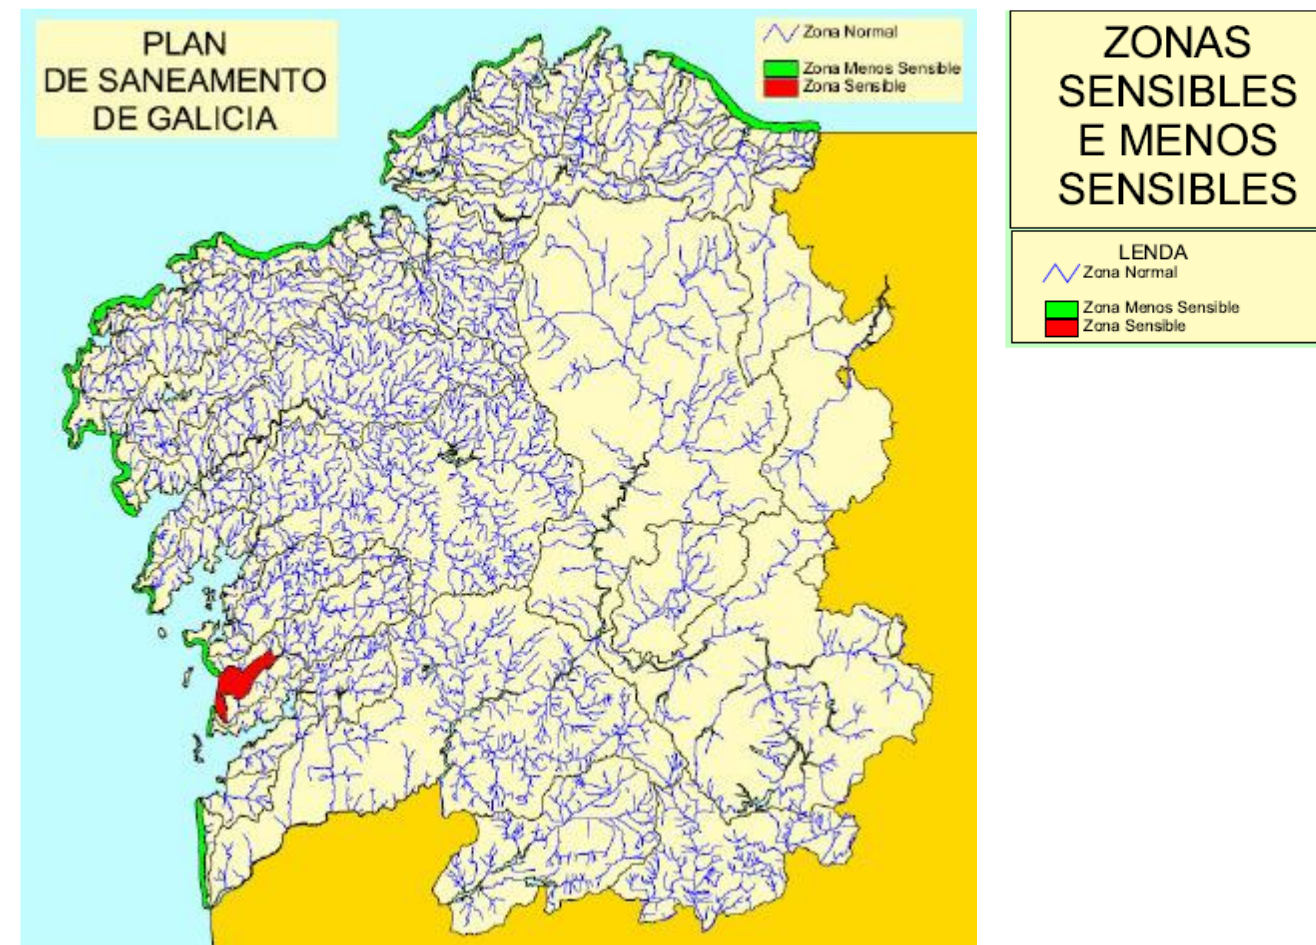 PLAN
DE SANEAMENTO
DE GALICIA
Zona Normal
Zona Menos Sensible
Zona Sensible
ZONAS
SENSIBLES
E MENOS
SENSIBLES
LENDA
Zona Normal
Zona Menos Sensible
Zona Sensible